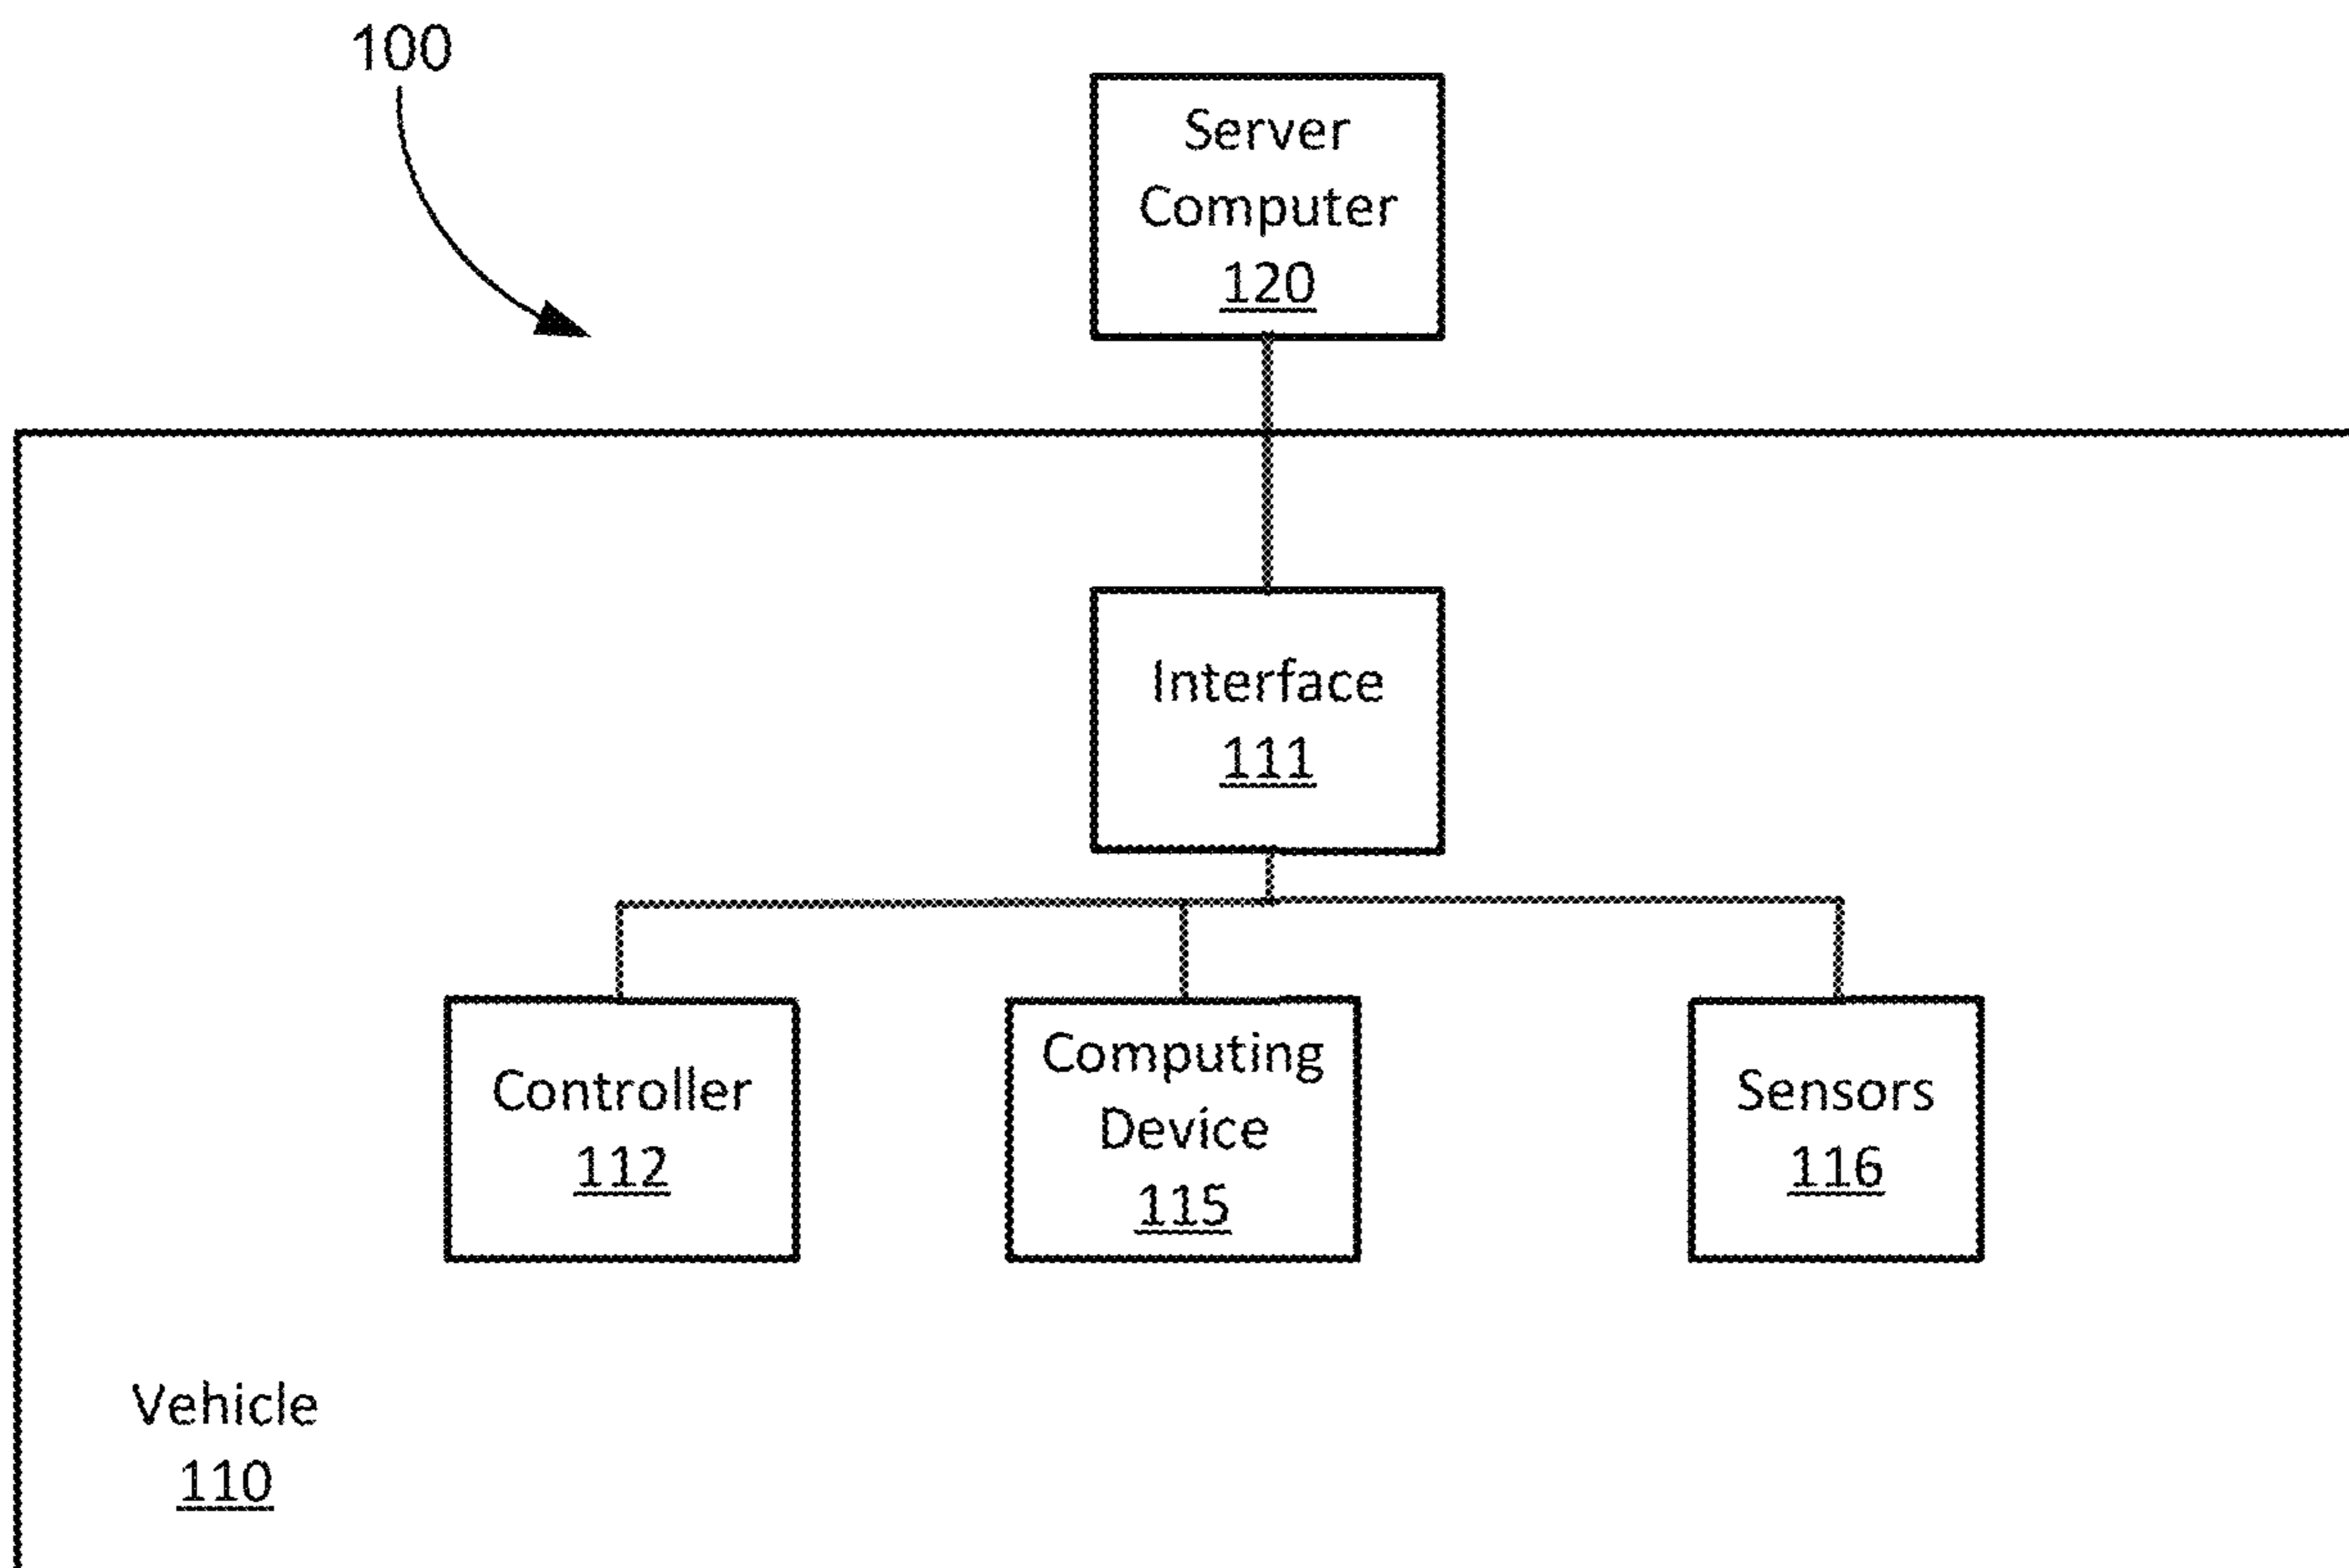 100
Server
Computer
120
Interface
111
Controller
112
Computing
Device
115
Sensors
116
Vehicle
110